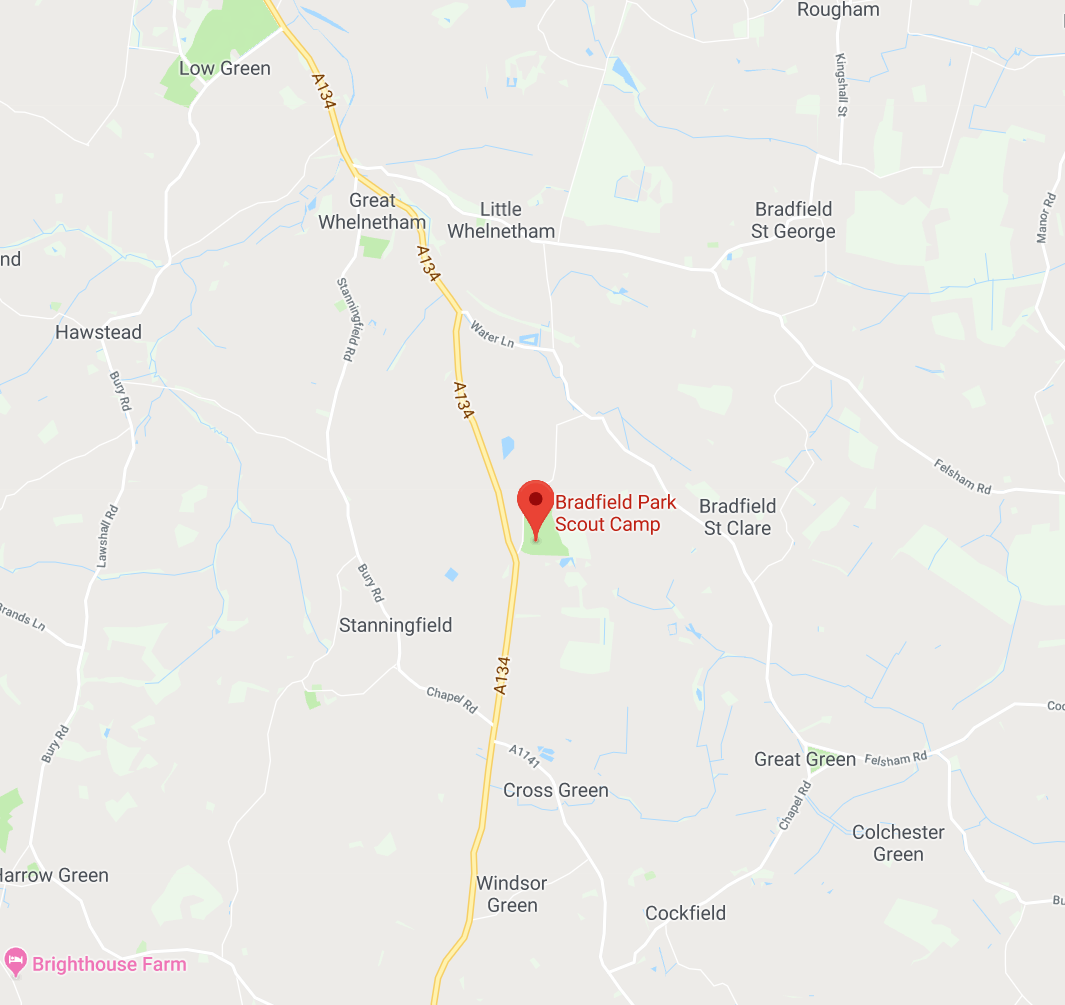 Rougham
Low Green
A134
Kingshall St
Great
Whelnetham
Little
Whelnetham
Bradfield
St George
Manor Rd
nd
A134
Stanningfield Rd
Hawstead
Water Ln
Bury Rd
A134
Felsham Rd
Bradfield Park
Scout Camp
Bradfield
St Clare
Lawshall Rd
Bury Rd
Brands Ln
Stanningfield
A134
Chapel Rd
Coc
Bury Rd
A1141
Great Green
Felsham Rd
Cross Green
Chapel Rd
Colchester
Green
Harrow Green
Windsor
Green
Bu
Cockfield
Brighthouse Farm